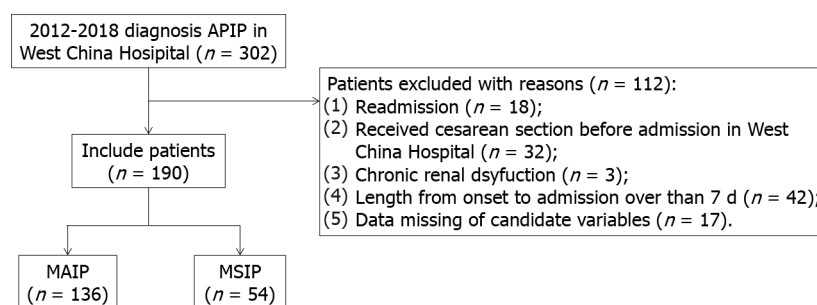 2012-2018 diagnosis APIP in
West China Hosipital (n = 302)
Patients excluded with reasons (n = 112):
(1) Readmission (n = 18);
(2) Received cesarean section before admission in West
China Hospital (n = 32);
(3) Chronic renal dsyfuction (n = 3);
(4) Length from onset to admission over than 7 d (n = 42);
(5) Data missing of candidate variables (n = 17).
Include patients
(n = 190)
MAIP
(n = 136)
MSIP
(n = 54)